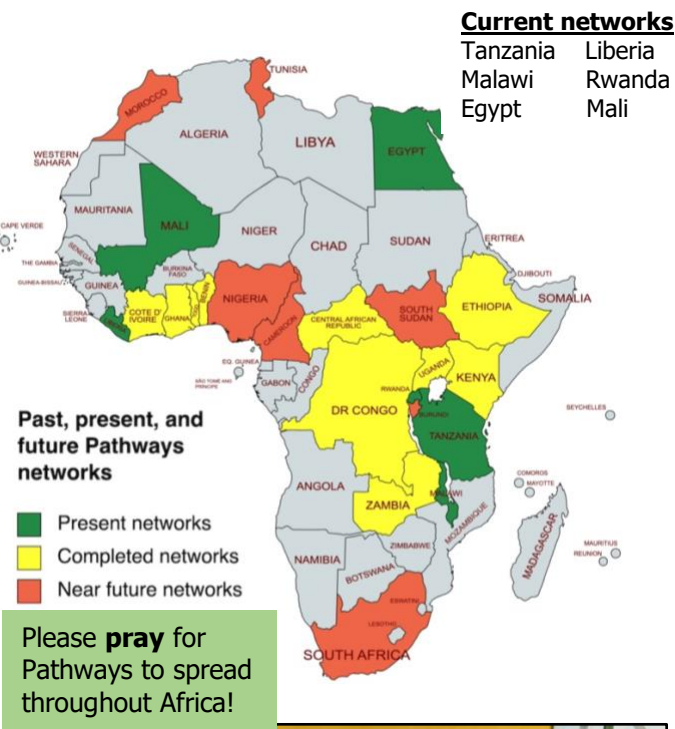 Current networks
Tanzania Liberia
Malawi Rwanda
Egypt Mali
TUNISIA
MOROCCO
ALGERIA
LIBYA
EGYPT
WESTERN
SAHARA
MAURITANIA
MALI
NIGER
CHAD
SUDAN
ERITREA
CAPE VERDE
SENEGAL
THE GAMBIA
GUINEA-BISSAU
GUINEA
BURKINA
FASO
DJIBOUTI
SIERRA
LEONE
LIBERIA
COTE D'
IVOIRE
GHANA
TOGO
BENIN
NIGERIA
CAMEROON
CENTRAL AFRICAN
REPUBLIC
SOUTH
SUDAN
ETHIOPIA
SOMALIA
EQ. GUINEA
SÃO TOMÉ AND
PRINCIPE
GABON
CONGO
DR CONGO
UGANDA
KENYA
RWANDA
BURUNDI
TANZANIA
SEYCHELLES
ANGOLA
ZAMBIA
MALAWI
MOZAMBIQUE
COMOROS
MAYOTTE
MADAGASCAR
MAURITIUS
REUNION
NAMIBIA
BOTSWANA
ZIMBABWE
ESWATINI
LESOTHO
SOUTH AFRICA
Past, present, and
future Pathways
networks
Present networks
Completed networks
Near future networks
Please pray for
Pathways to spread
throughout Africa!